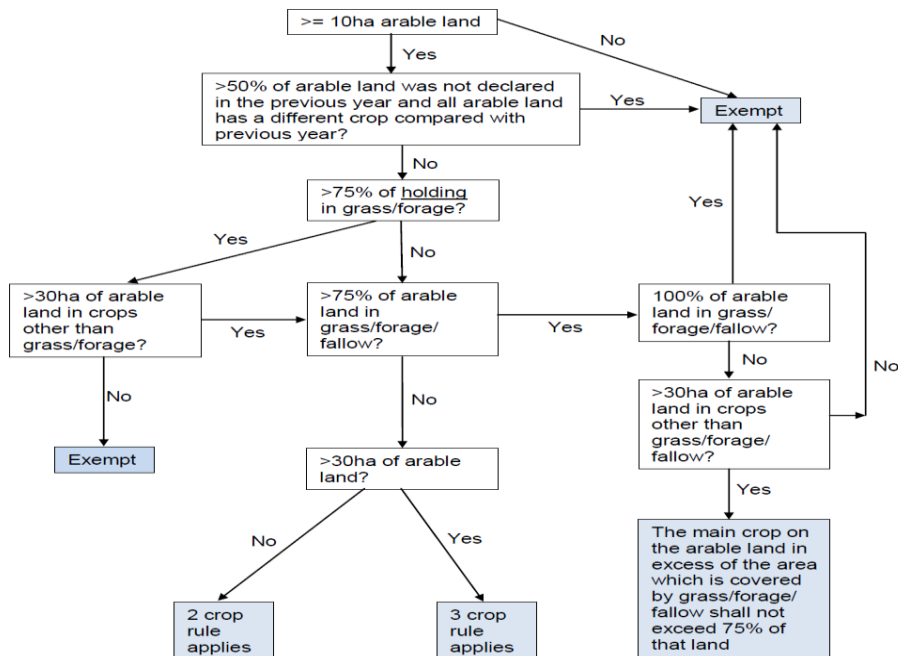 >= 10ha arable land
No
Yes
>50% of arable land was not declared
in the previous year and all arable land
has a different crop compared with
previous year?
Yes
Exempt
No
>75% of holding
in grass/forage?
Yes
Yes
No
>30ha of arable
land in crops
other than
grass/forage?
Yes
>75% of arable
land in
grass/forage/
fallow?
Yes
100% of arable
land in grass/
forage/fallow?
No
No
No
No
>30ha of arable
land in crops
other than
grass/forage/
fallow?
Exempt
>30ha of arable
land?
Yes
No
Yes
The main crop on
the arable land in
excess of the area
which is covered
by grass/forage/
fallow shall not
exceed 75% of
that land
2 crop
rule
applies
3 crop
rule
applies